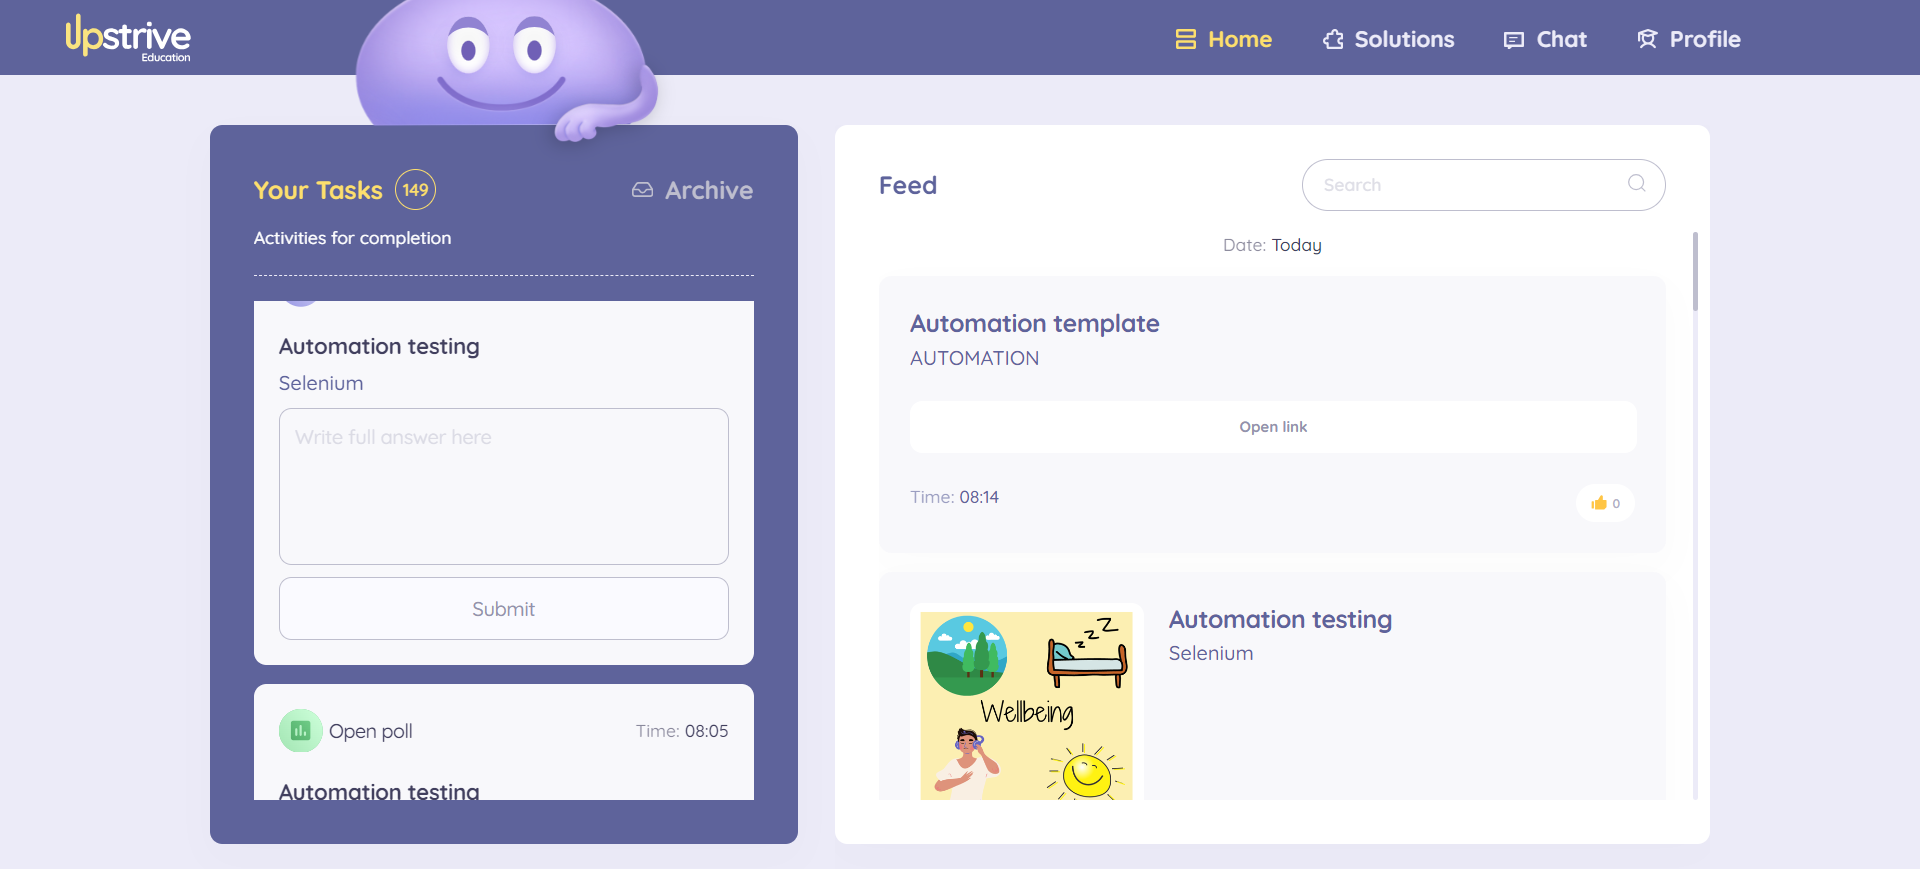 Upstrive
Education
Home
Solutions
Chat
Profile
Your Tasks 149
Archive
Activities for completion
Automation testing
Selenium
Write full answer here
Submit
Open poll
Time: 08:05
Automation testing
Feed
Search
Date: Today
Automation template
AUTOMATION
Open link
Time: 08:14
0
Automation testing
Selenium
z z Z
Wellbeing